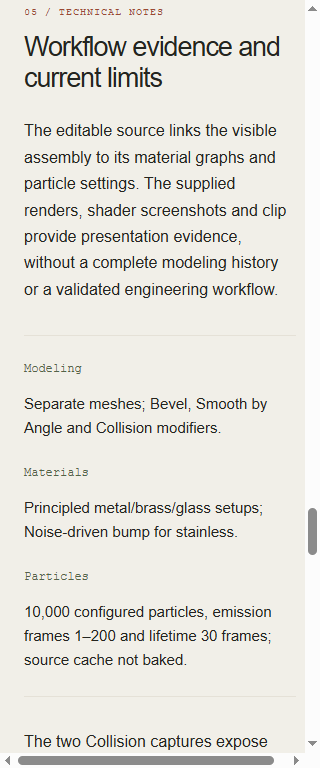 05 / TECHNICAL NOTES
Workflow evidence and
current limits
The editable source links the visible
assembly to its material graphs and
particle settings. The supplied
renders, shader screenshots and clip
provide presentation evidence,
without a complete modeling history
or a validated engineering workflow.
Modeling
Separate meshes; Bevel, Smooth by
Angle and Collision modifiers.
Materials
Principled metal/brass/glass setups;
Noise-driven bump for stainless.
Particles
10,000 configured particles, emission
frames 1–200 and lifetime 30 frames;
source cache not baked.
The two Collision captures expose